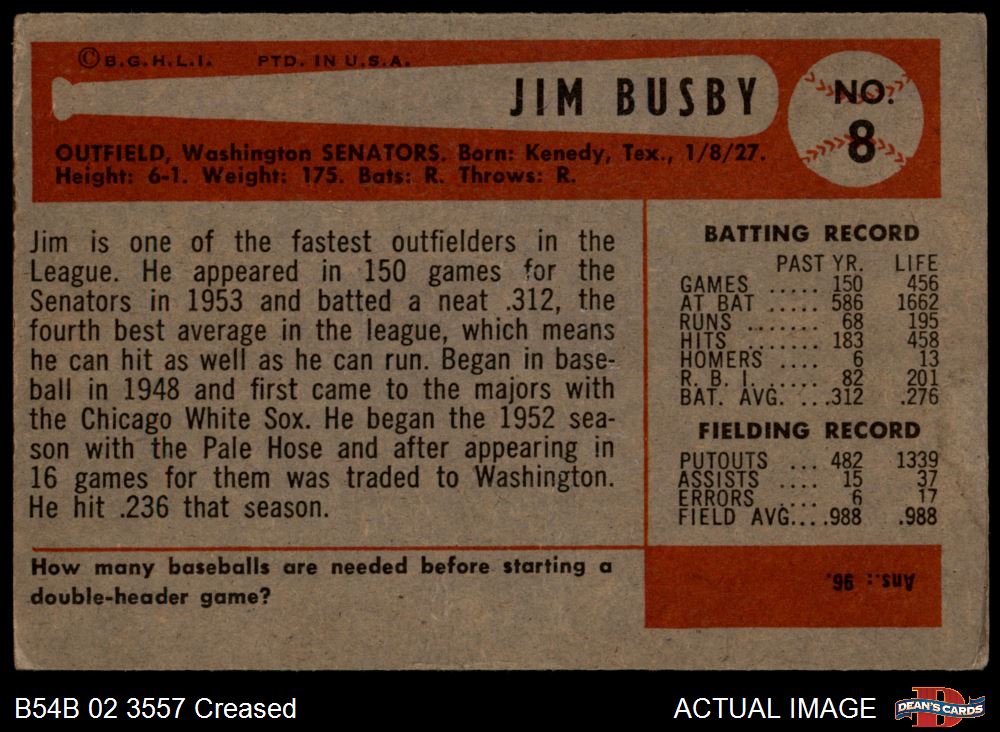 ©B.G.H.L.I. PTD. IN U.S.A.
JIM BUSBY
NO.
8
OUTFIELD, Washington SENATORS. Born: Kenedy, Tex., 1/8/27.
Height: 6-1. Weight: 175. Bats: R. Throws: R.
Jim is one of the fastest outfielders in the
League. He appeared in 150 games for the
Senators in 1953 and batted a neat .312, the
fourth best average in the league, which means
he can hit as well as he can run. Began in base-
ball in 1948 and first came to the majors with
the Chicago White Sox. He began the 1952 sea-
son with the Pale Hose and after appearing in
16 games for them was traded to Washington.
He hit .236 that season.
BATTING RECORD
PAST YR. LIFE
GAMES ..... 150 456
AT BAT ..... 586 1662
RUNS ....... 68 195
HITS ....... 183 458
HOMERS ..... 6 13
R. B. I. ..... 82 201
BAT. AVG. ...312 .276
FIELDING RECORD
PUTOUTS ... 482 1339
ASSISTS .... 15 37
ERRORS ..... 6 17
FIELD AVG....988 .988
How many baseballs are needed before starting a
double-header game?
Ans.: 96.
B54B 02 3557 Creased
ACTUAL IMAGE
D
DEAN'S CARDS